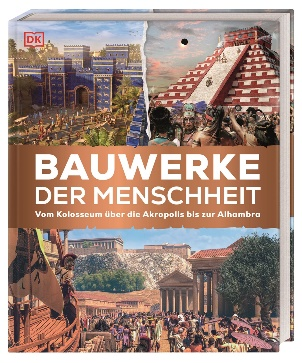 DK
BAUWERKE
DER MENSCHHEIT
Vom Kolosseum über die Akropolis bis zur Alhambra